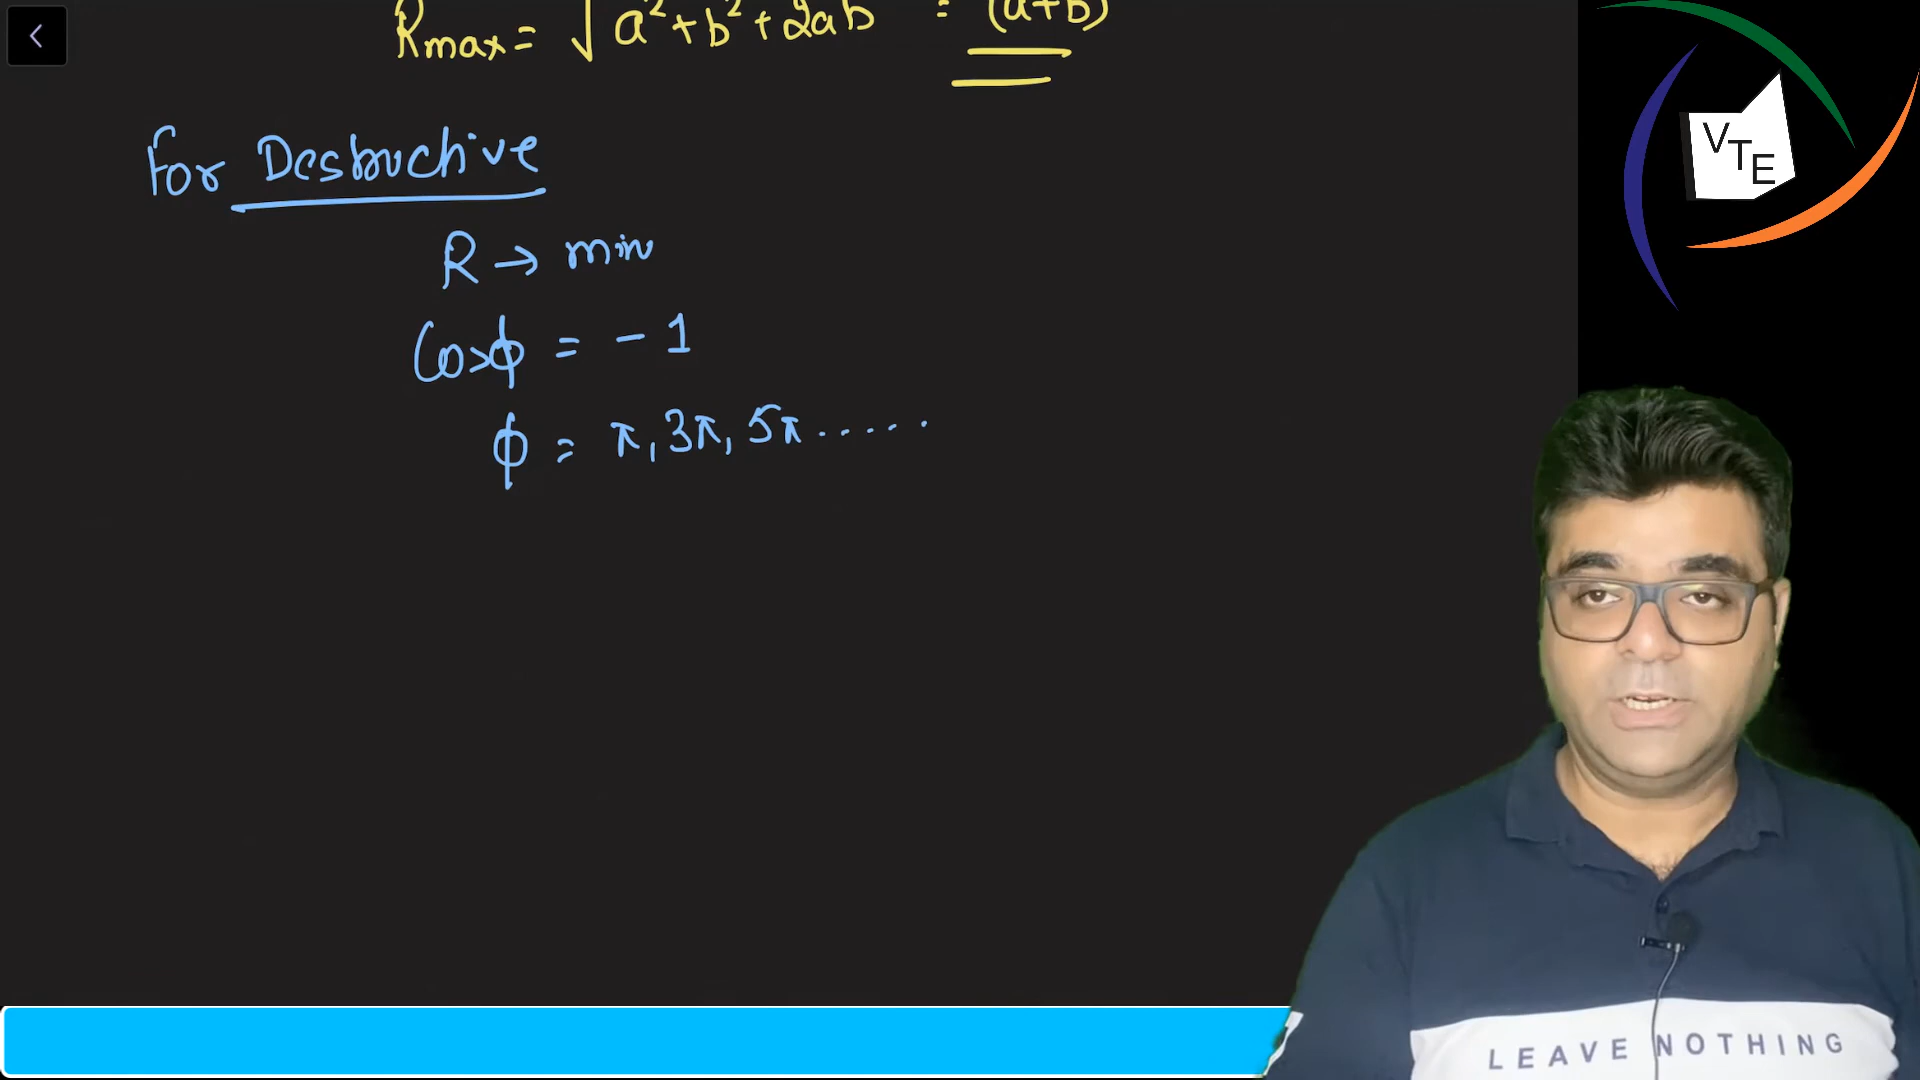 Rmax = √a²+b²+2ab = (a+b)
For Destructive
R → min
Cosφ = - 1
φ = π, 3π, 5π ......
VTE
LEAVE NOTHING